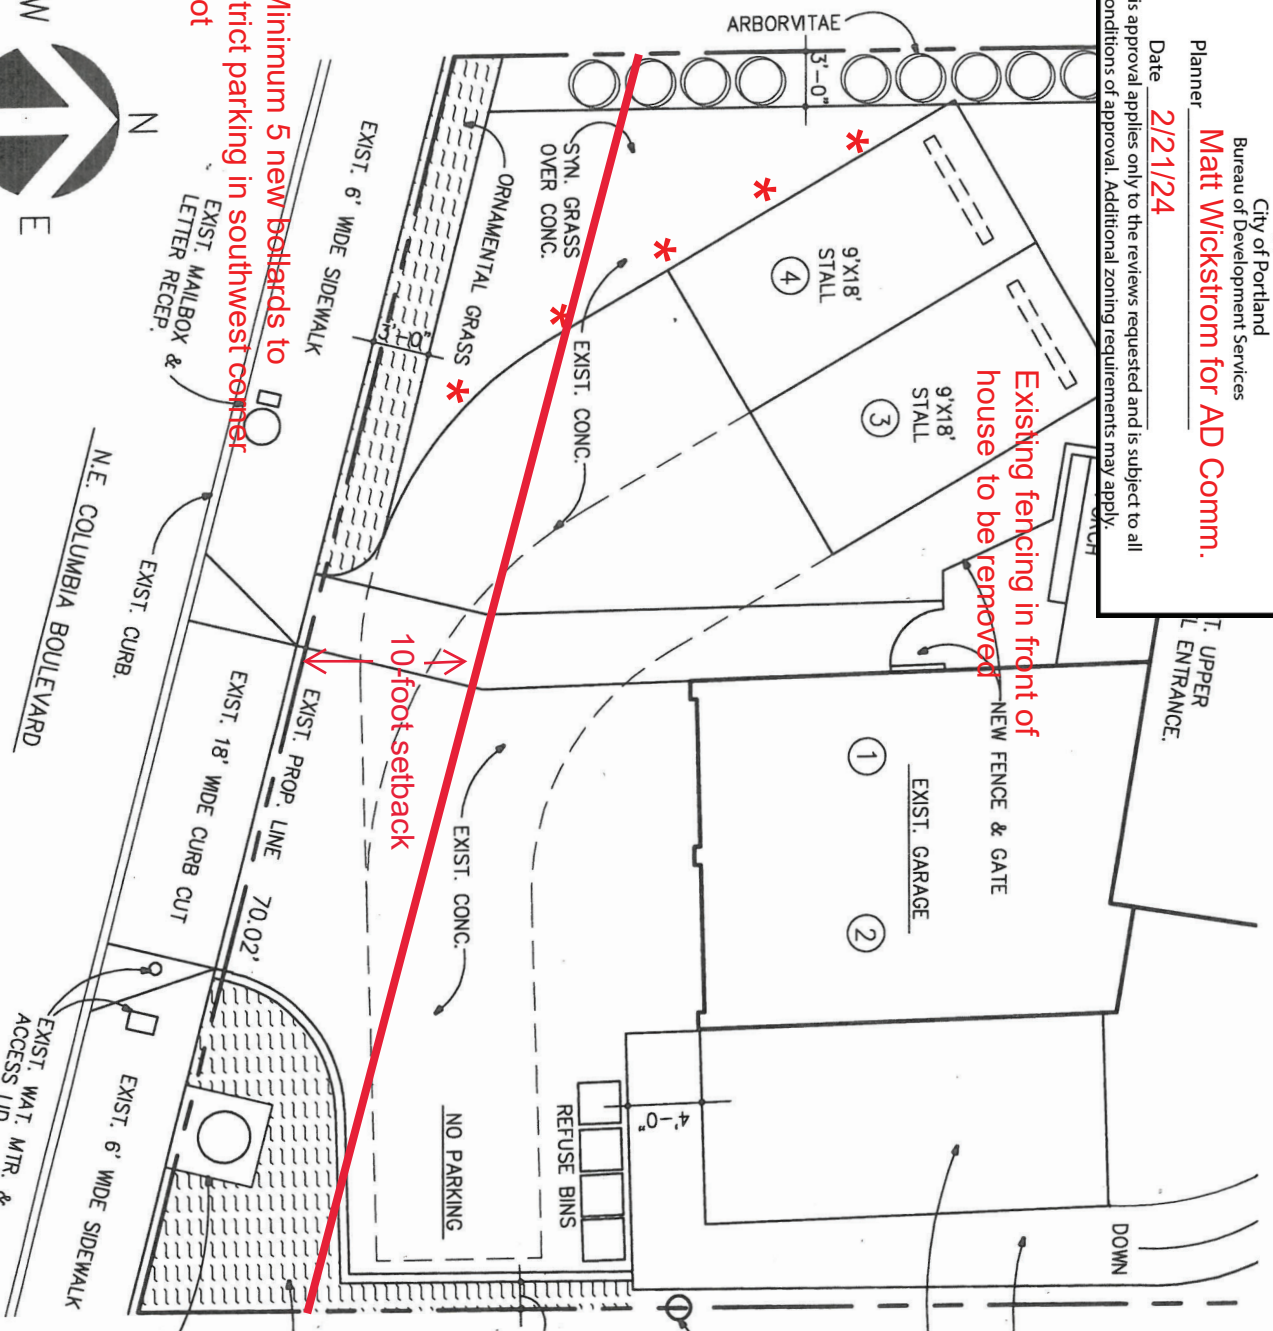 City of Portland
Bureau of Development Services
Planner Matt Wickstrom for AD Comm.
Date 2/21/24
is approval applies only to the reviews requested and is subject to all
onditions of approval. Additional zoning requirements may apply.
Existing fencing in front of
house to be removed
T. UPPER
ENTRANCE.
ARBORVITAE
3'-0"
SYN. GRASS
OVER CONC.
ORNAMENTAL GRASS
9'X18'
STALL
4
9'X18'
STALL
3
EXIST. CONC.
NEW FENCE & GATE
1
EXIST. GARAGE
2
3'-0"
EXIST. 6' WIDE SIDEWALK
EXIST. MAILBOX &
LETTER RECEP.
Minimum 5 new bollards to
trict parking in southwest corner
ot
W
N
E
N.E. COLUMBIA BOULEVARD
EXIST. CURB.
10-foot setback
EXIST. PROP. LINE 70.02'
EXIST. 18' WIDE CURB CUT
EXIST. CONC.
NO PARKING
REFUSE BINS
4'-0"
DOWN
EXIST. WAT. MTR. &
ACCESS LID.
EXIST. 6' WIDE SIDEWALK